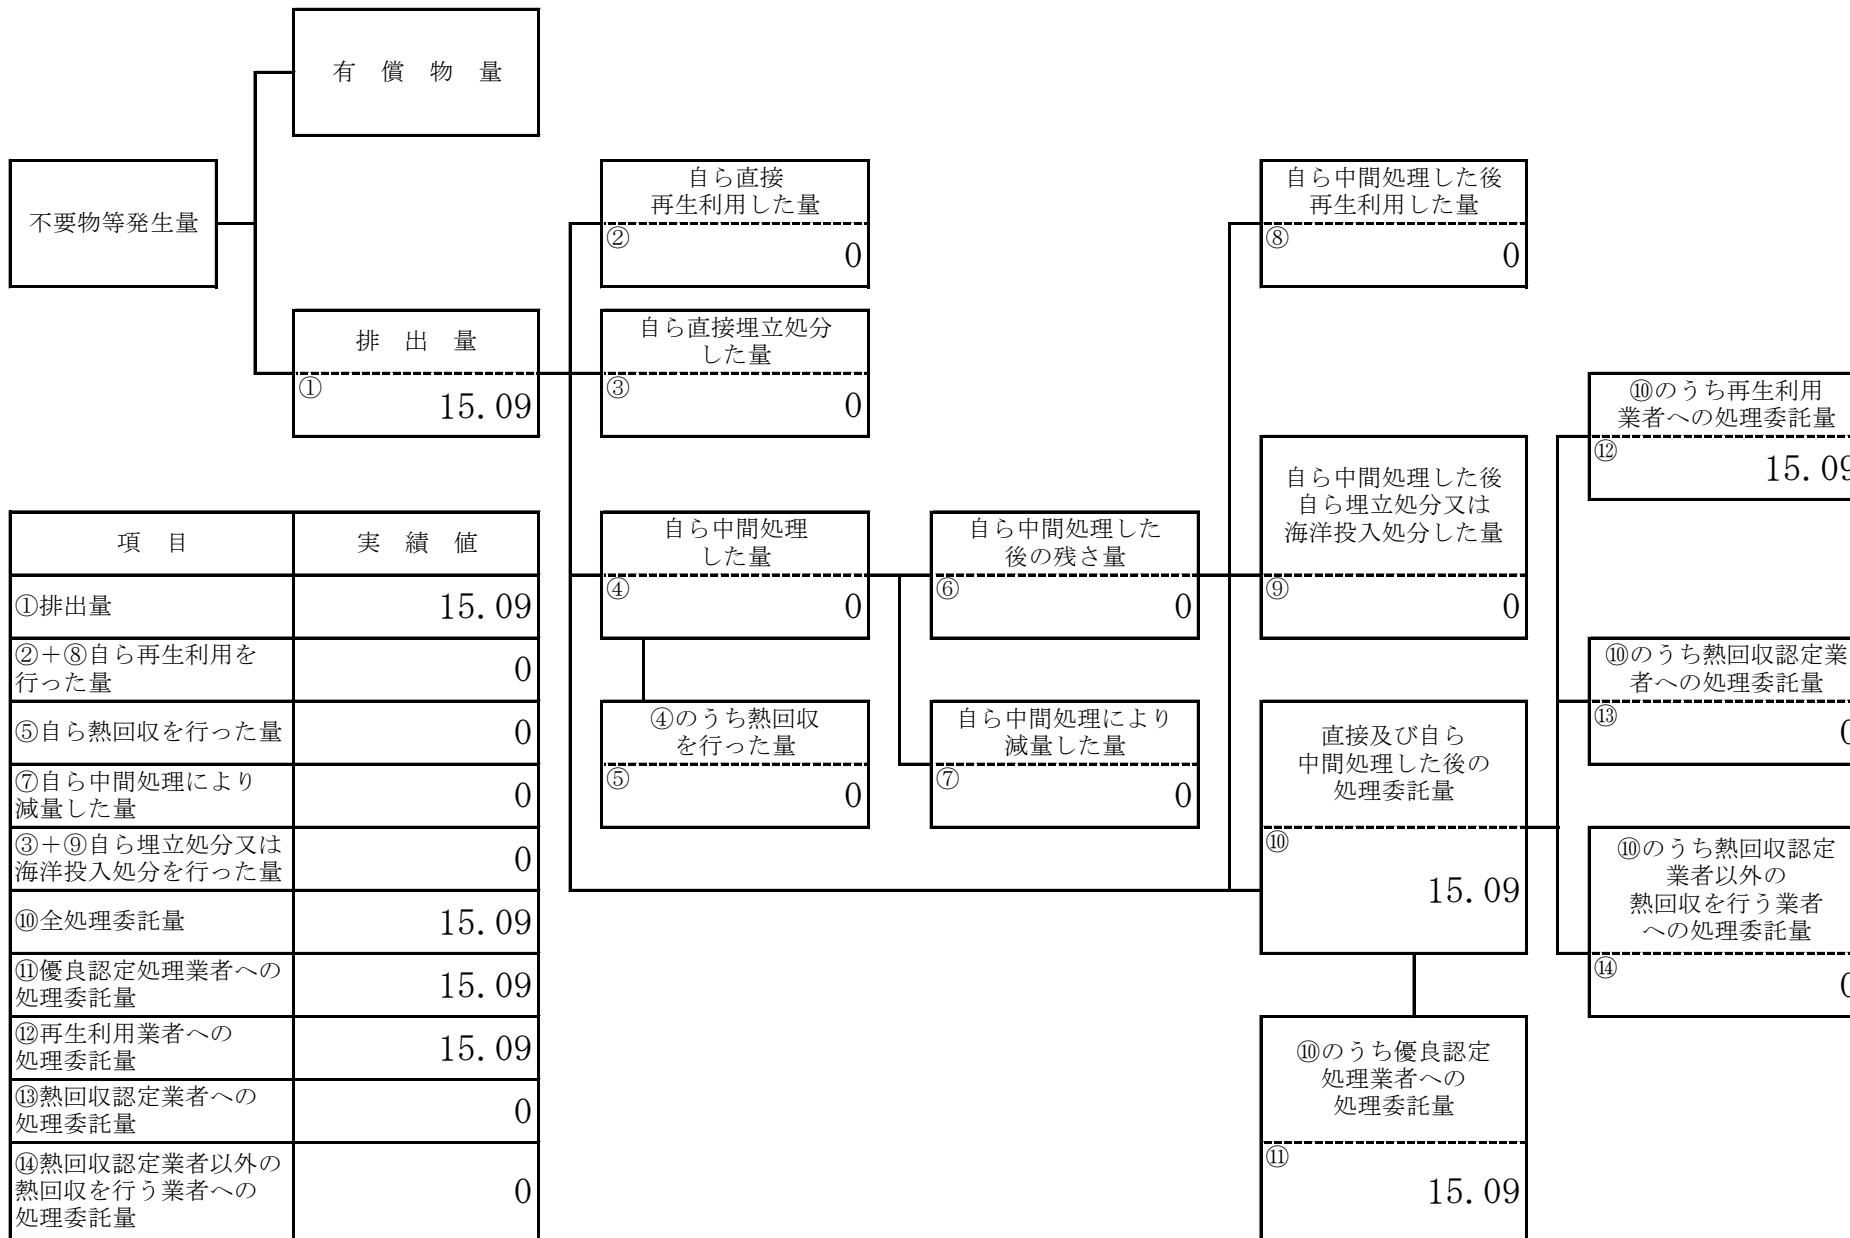 有 償 物 量
不要物等発生量
排 出 量
①
15.09
自ら直接
再生利用した量
②
0
自ら直接埋立処分
した量
③
0
自ら中間処理
した量
④
0
④のうち熱回収
を行った量
⑤
0
自ら中間処理した
後の残さ量
⑥
0
自ら中間処理により
減量した量
⑦
0
自ら中間処理した後
再生利用した量
⑧
0
自ら中間処理した後
自ら埋立処分又は
海洋投入処分した量
⑨
0
直接及び自ら
中間処理した後の
処理委託量
⑩
15.09
⑩のうち優良認定
処理業者への
処理委託量
⑪
15.09
⑩のうち再生利用
業者への処理委託量
⑫
15.09
⑩のうち熱回収認定業
者への処理委託量
⑬
0
⑩のうち熱回収認定
業者以外の
熱回収を行う業者
への処理委託量
⑭
0
項 目 実 績 値
①排出量 15.09
②+⑧自ら再生利用を
行った量 0
⑤自ら熱回収を行った量 0
⑦自ら中間処理により
減量した量 0
③+⑨自ら埋立処分又は
海洋投入処分を行った量 0
⑩全処理委託量 15.09
⑪優良認定処理業者への
処理委託量 15.09
⑫再生利用業者への
処理委託量 15.09
⑬熱回収認定業者への
処理委託量 0
⑭熱回収認定業者以外の
熱回収を行う業者への
処理委託量 0